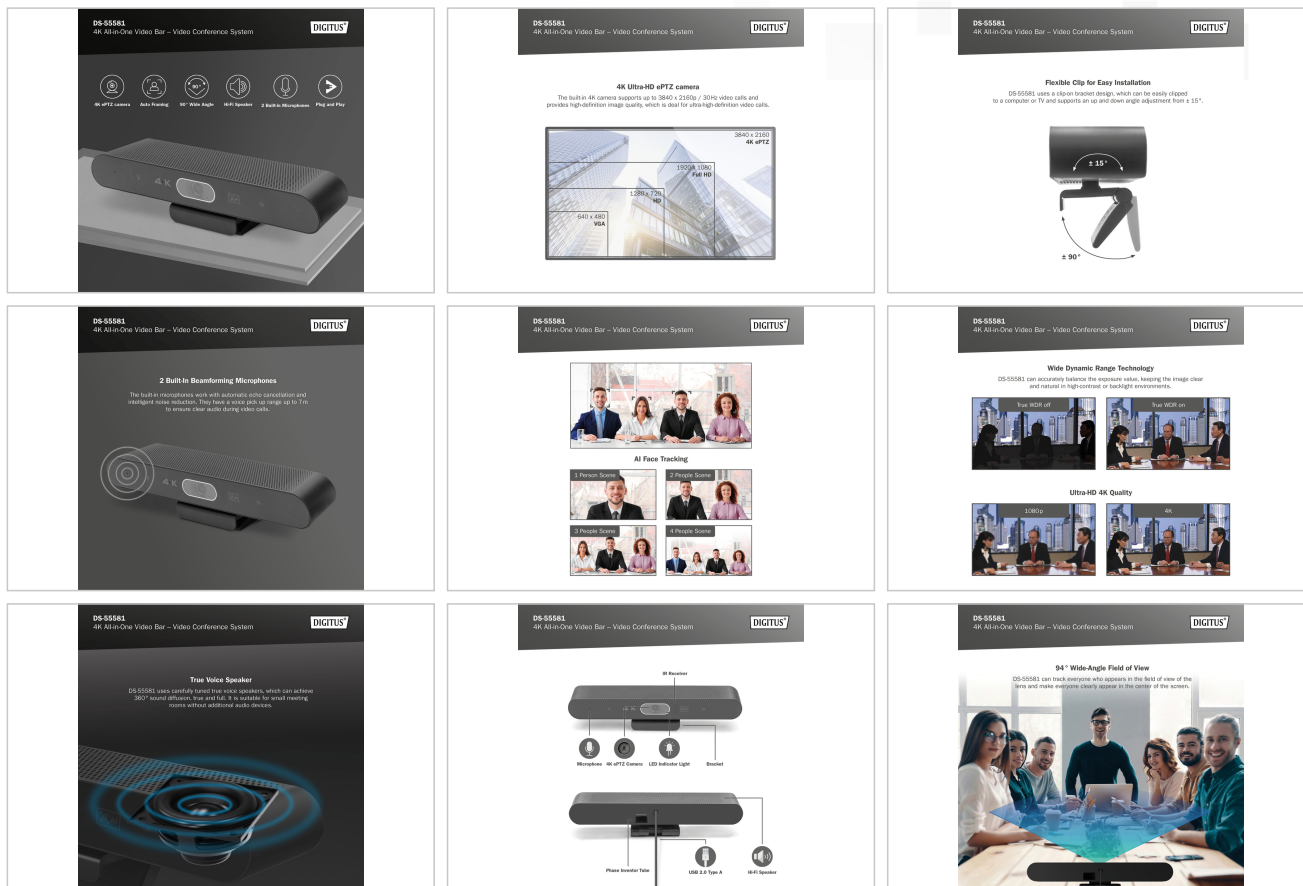 DS-55581
4K All-in-One Video Bar – Video Conference System
DIGITUS®
4K ePTZ camera
Auto Framing
90° Wide Angle
Hi-Fi Speaker
2 Built-in Microphones
Plug and Play
4K
DS-55581
4K All-in-One Video Bar – Video Conference System
DIGITUS®
4K Ultra-HD ePTZ camera
The built-in 4K camera supports up to 3840 x 2160p / 30Hz video calls and
provides high-definition image quality, which is deal for ultra-high-definition video calls.
3840 x 2160
4K ePTZ
1920 x 1080
Full HD
1280 x 720
HD
640 x 480
VGA
DS-55581
4K All-in-One Video Bar – Video Conference System
DIGITUS®
Flexible Clip for Easy Installation
DS-55581 uses a clip-on bracket design, which can be easily clipped
to a computer or TV and supports an up and down angle adjustment from ± 15°.
± 15°
± 90°
DS-55581
4K All-in-One Video Bar – Video Conference System
DIGITUS®
2 Built-In Beamforming Microphones
The built-in microphones work with automatic echo cancellation and
intelligent noise reduction. They have a voice pick up range up to 7m
to ensure clear audio during video calls.
4K
DS-55581
4K All-in-One Video Bar – Video Conference System
DIGITUS®
AI Face Tracking
1 Person Scene
2 People Scene
3 People Scene
4 People Scene
DS-55581
4K All-in-One Video Bar – Video Conference System
DIGITUS®
Wide Dynamic Range Technology
DS-55581 can accurately balance the exposure value, keeping the image clear
and natural in high-contrast or backlight environments.
True WDR off
True WDR on
Ultra-HD 4K Quality
1080p
4K
DS-55581
4K All-in-One Video Bar – Video Conference System
DIGITUS®
True Voice Speaker
DS-55581 uses carefully tuned true voice speakers, which can achieve
360° sound diffusion, true and full. It is suitable for small meeting
rooms without additional audio devices.
DS-55581
4K All-in-One Video Bar – Video Conference System
DIGITUS®
IR Receiver
Microphone
4K ePTZ Camera
LED Indicator Light
Bracket
Phase Inventor Tube
USB 2.0 Type A
Hi-Fi Speaker
DS-55581
4K All-in-One Video Bar – Video Conference System
DIGITUS®
94° Wide-Angle Field of View
DS-55581 can track everyone who appears in the field of view of the
lens and make everyone clearly appear in the center of the screen.